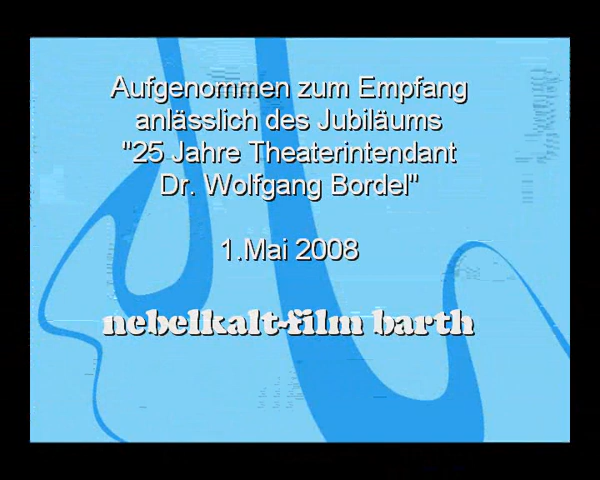 Aufgenommen zum Empfang
anlässlich des Jubiläums
"25 Jahre Theaterintendant
Dr. Wolfgang Bordel"
1.Mai 2008
nebelkalt-film barth